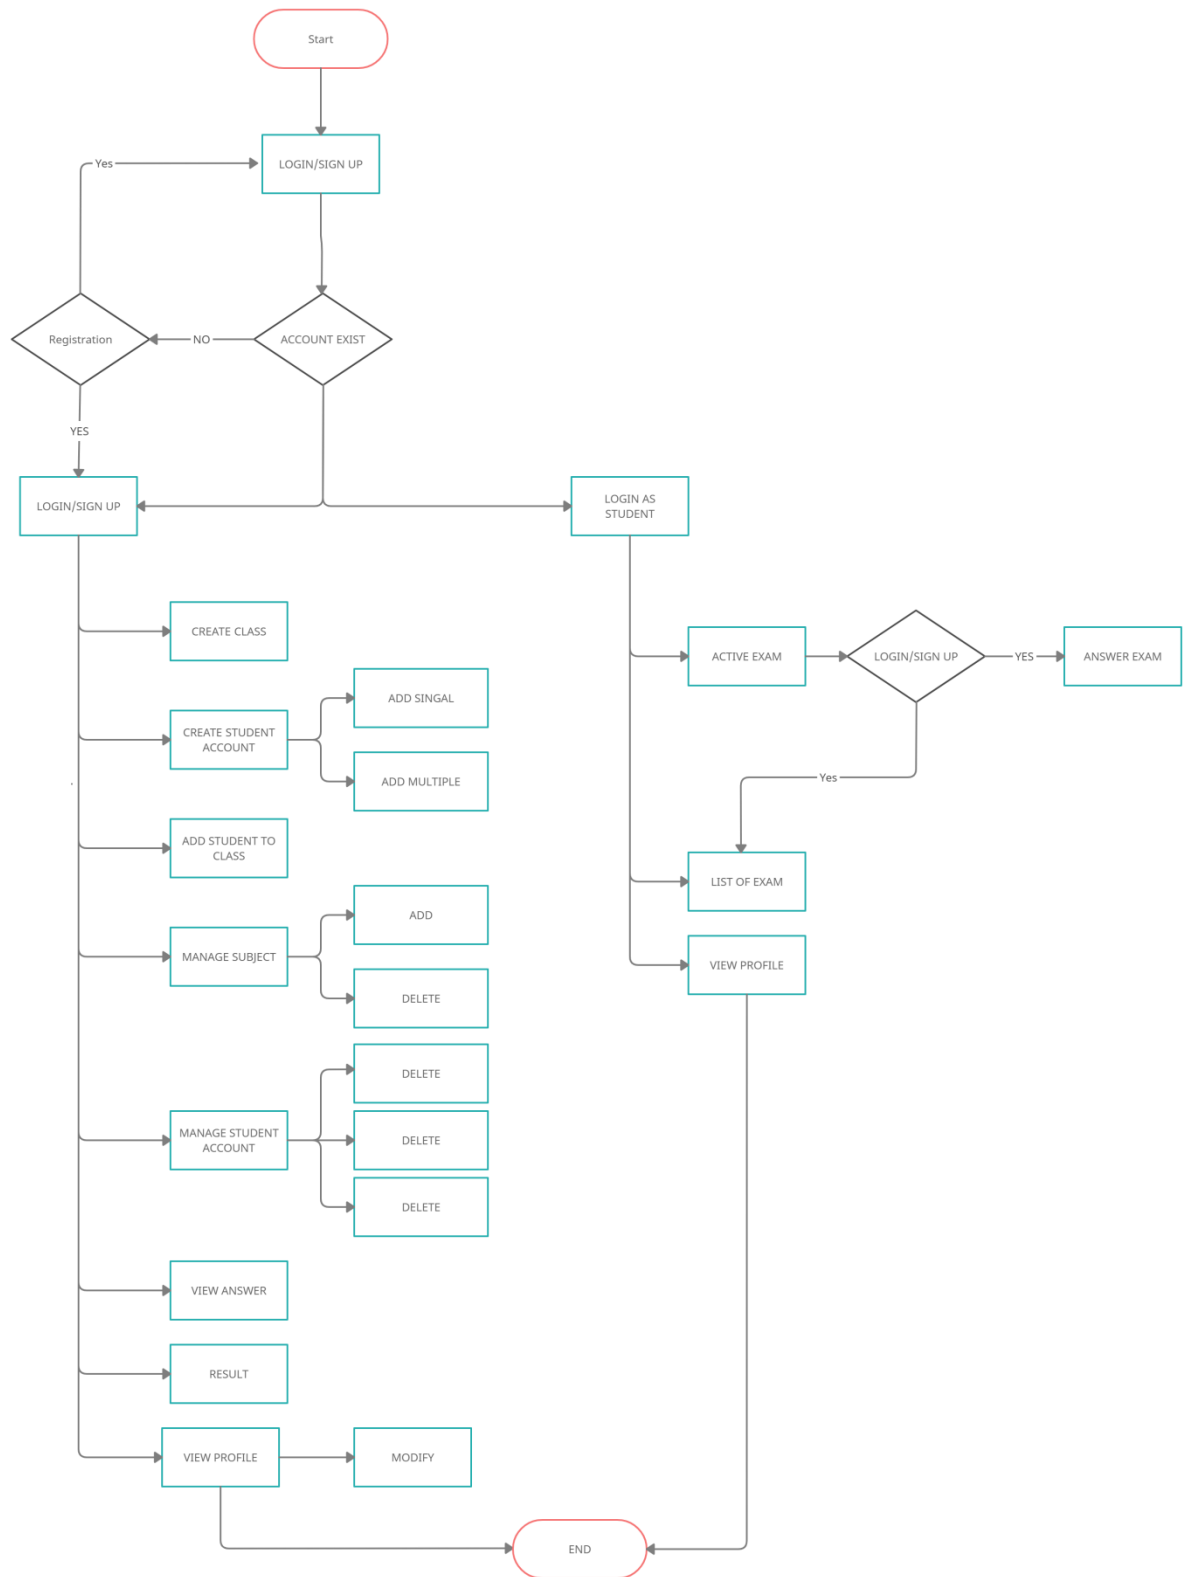 Start
LOGIN/SIGN UP
Yes
Registration
NO
ACCOUNT EXIST
YES
LOGIN/SIGN UP
LOGIN AS
STUDENT
CREATE CLASS
ACTIVE EXAM
LOGIN/SIGN UP
YES
ANSWER EXAM
ADD SINGAL
CREATE STUDENT
ACCOUNT
ADD MULTIPLE
Yes
ADD STUDENT TO
CLASS
LIST OF EXAM
ADD
MANAGE SUBJECT
VIEW PROFILE
DELETE
DELETE
MANAGE STUDENT
ACCOUNT
DELETE
DELETE
VIEW ANSWER
RESULT
VIEW PROFILE
MODIFY
END